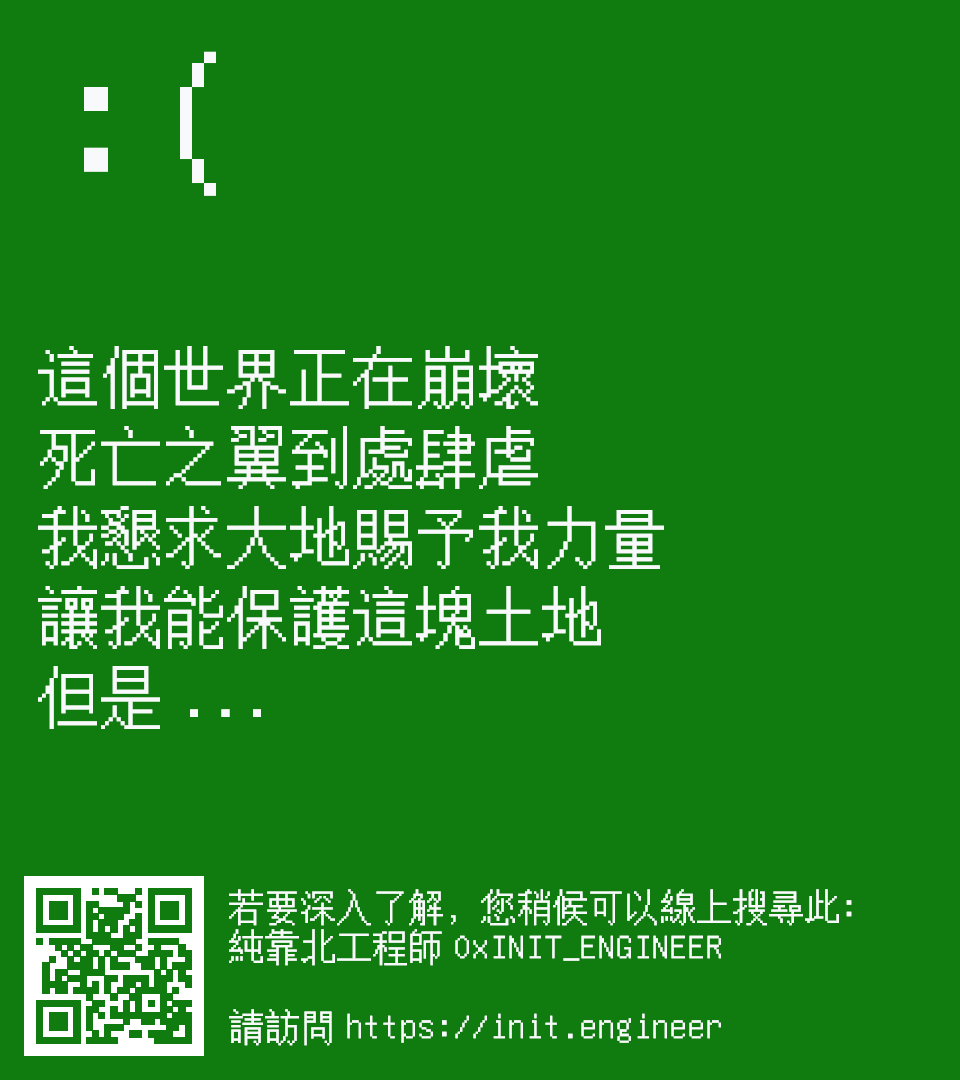 :(
這個世界正在崩壞
死亡之翼到處肆虐
我懇求大地賜予我力量
讓我能保護這塊土地
但是 ...
若要深入了解, 您稍候可以線上搜尋此:
純靠北工程師 0xINIT_ENGINEER
請訪問 https://init.engineer